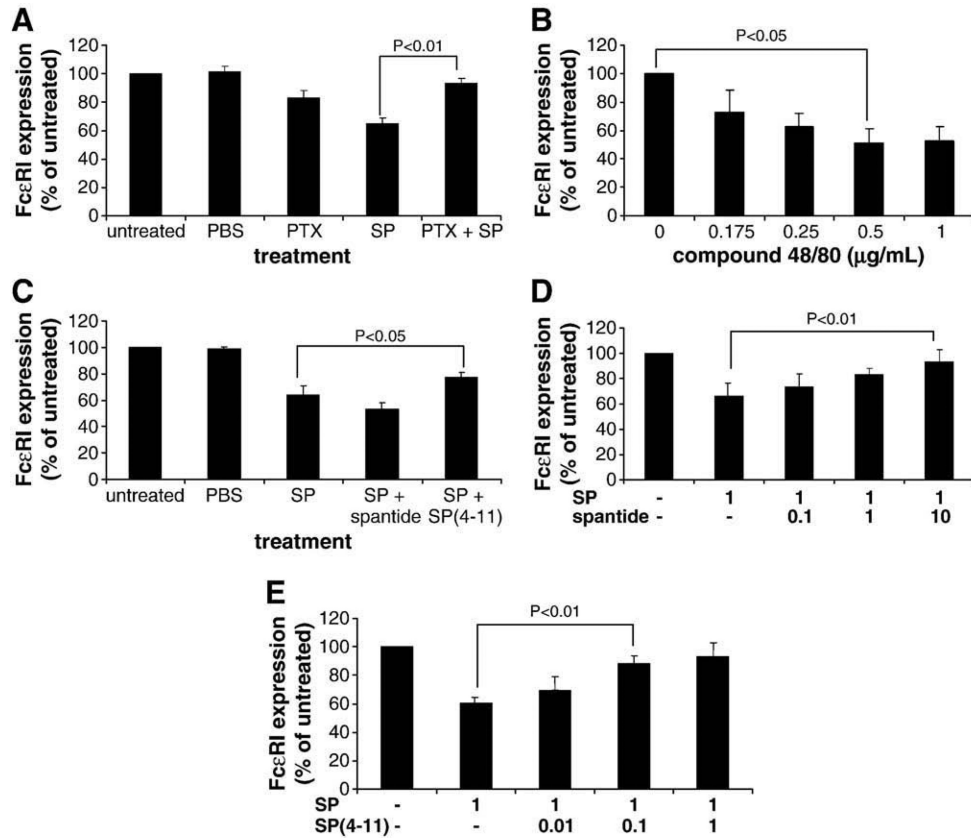 A
FcεRI expression
(% of untreated)
120
100
80
60
40
20
0
P<0.01
untreated PBS PTX SP PTX + SP
treatment
B
FcεRI expression
(% of untreated)
120
100
80
60
40
20
0
P<0.05
0 0.175 0.25 0.5 1
compound 48/80 (μg/mL)
C
FcεRI expression
(% of untreated)
120
100
80
60
40
20
0
P<0.05
untreated PBS SP SP + SP +
spantide SP(4-11)
treatment
D
FcεRI expression
(% of untreated)
120
100
80
60
40
20
0
P<0.01
SP - 1 1 1 1
spantide - - 0.1 1 10
E
FcεRI expression
(% of untreated)
120
100
80
60
40
20
0
P<0.01
SP - 1 1 1 1
SP(4-11) - - 0.01 0.1 1